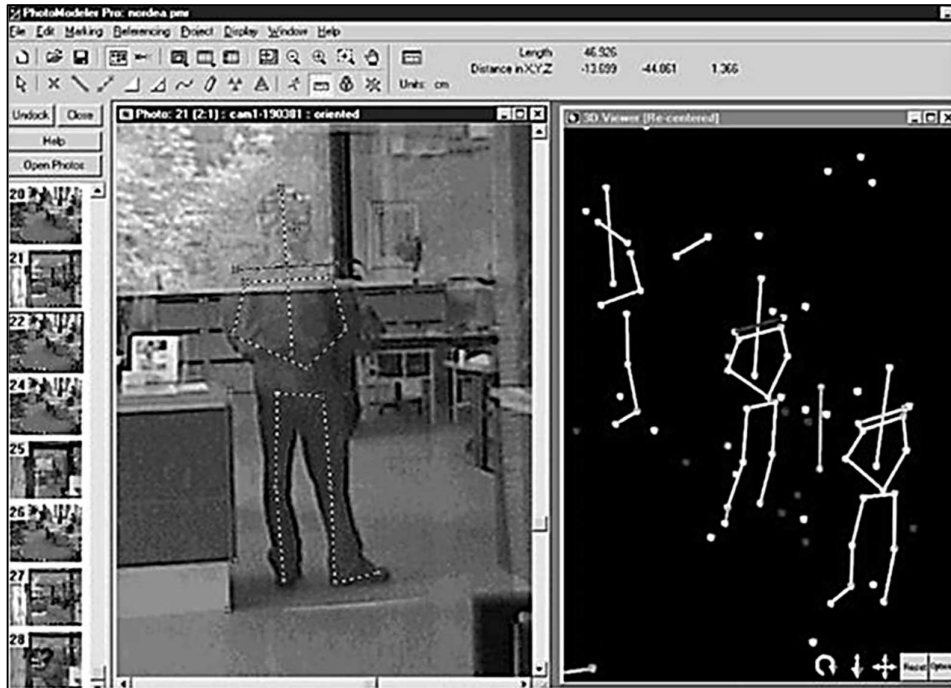 PhotoModeler Pro: nordea.pmr
File Edit Marking Referencing Project Display Window Help
Length 46.926
Distance in X,Y,Z -13.699 -44.061 1.366
Units: cm
Undock Close
Help
Open Photos
Photo: 21 (2:1) : cam1-190381 : oriented
3D Viewer [Re-centered]
20
21
22
24
25
26
27
28
Reset